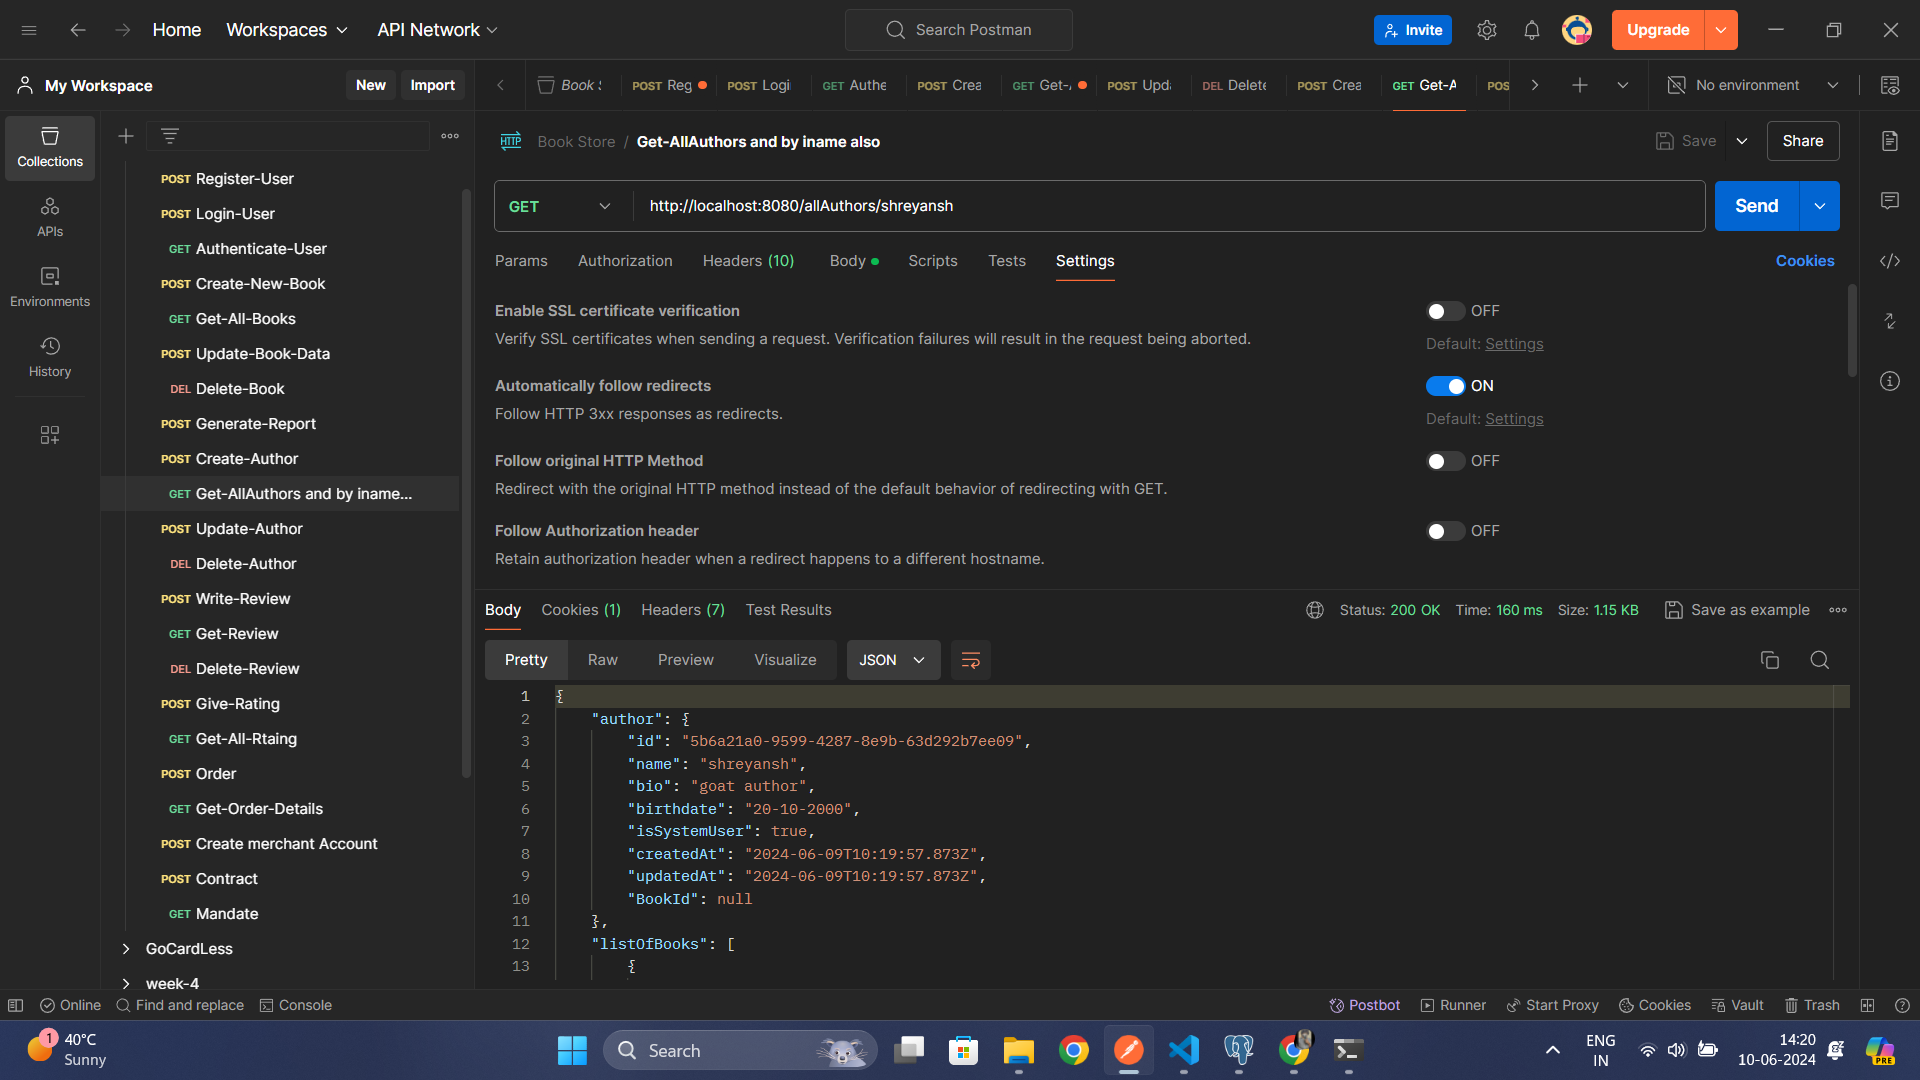 Home Workspaces API Network Search Postman Invite Upgrade
My Workspace New Import Book S POST Reg POST Logi GET Authe POST Crea GET Get-A POST Upda DEL Delete POST Crea GET Get-A POS No environment
Collections
APIs
Environments
History
POST Register-User
POST Login-User
GET Authenticate-User
POST Create-New-Book
GET Get-All-Books
POST Update-Book-Data
DEL Delete-Book
POST Generate-Report
POST Create-Author
GET Get-AllAuthors and by iname...
POST Update-Author
DEL Delete-Author
POST Write-Review
GET Get-Review
DEL Delete-Review
POST Give-Rating
GET Get-All-Rtaing
POST Order
GET Get-Order-Details
POST Create merchant Account
POST Contract
GET Mandate
GoCardLess
week-4
HTTP Book Store / Get-AllAuthors and by iname also Save Share
GET http://localhost:8080/allAuthors/shreyansh Send
Params Authorization Headers (10) Body Scripts Tests Settings Cookies
Enable SSL certificate verification OFF
Verify SSL certificates when sending a request. Verification failures will result in the request being aborted. Default: Settings
Automatically follow redirects ON
Follow HTTP 3xx responses as redirects. Default: Settings
Follow original HTTP Method OFF
Redirect with the original HTTP method instead of the default behavior of redirecting with GET.
Follow Authorization header OFF
Retain authorization header when a redirect happens to a different hostname.
Body Cookies (1) Headers (7) Test Results Status: 200 OK Time: 160 ms Size: 1.15 KB Save as example
Pretty Raw Preview Visualize JSON
1 {
2 "author": {
3 "id": "5b6a21a0-9599-4287-8e9b-63d292b7ee09",
4 "name": "shreyansh",
5 "bio": "goat author",
6 "birthdate": "20-10-2000",
7 "isSystemUser": true,
8 "createdAt": "2024-06-09T10:19:57.873Z",
9 "updatedAt": "2024-06-09T10:19:57.873Z",
10 "BookId": null
11 },
12 "listOfBooks": [
13 {
Online Find and replace Console Postbot Runner Start Proxy Cookies Vault Trash
1 40°C
Sunny
Search
ENG
IN
14:20
10-06-2024
PRE